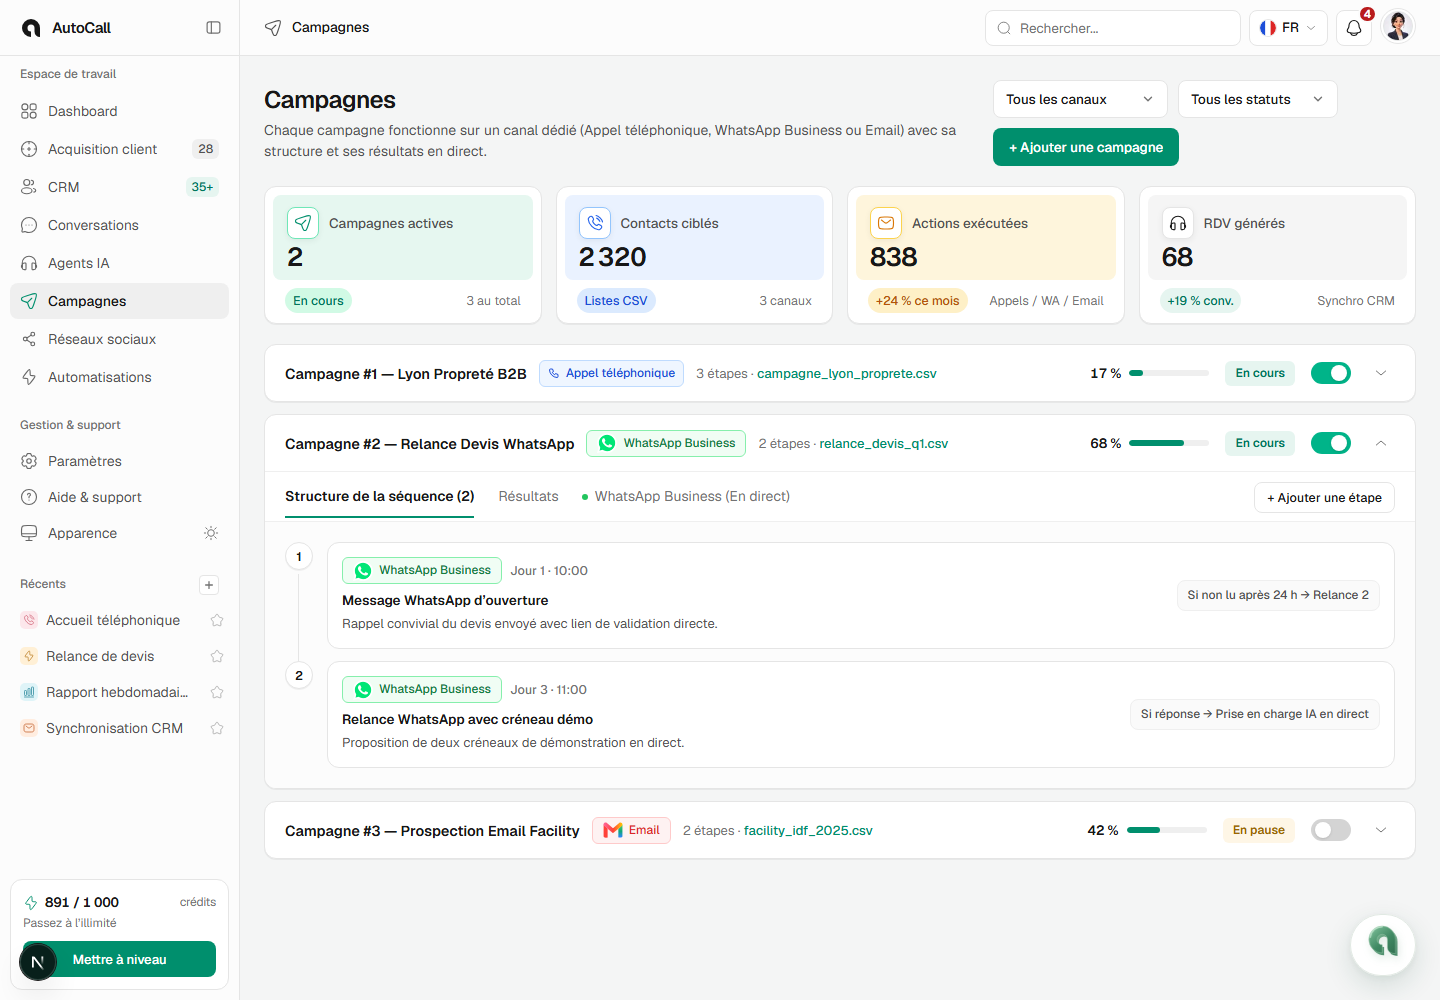 AutoCall
Campagnes
Rechercher...
FR
4
Espace de travail
Dashboard
Acquisition client
28
CRM
35+
Conversations
Agents IA
Campagnes
Réseaux sociaux
Automatisations
Gestion & support
Paramètres
Aide & support
Apparence
Récents
+
Accueil téléphonique
Relance de devis
Rapport hebdomadai...
Synchronisation CRM
891 / 1 000
crédits
Passez à l'illimité
Mettre à niveau
N
Campagnes
Chaque campagne fonctionne sur un canal dédié (Appel téléphonique, WhatsApp Business ou Email) avec sa
structure et ses résultats en direct.
Tous les canaux
Tous les statuts
+ Ajouter une campagne
Campagnes actives
2
En cours
3 au total
Contacts ciblés
2 320
Listes CSV
3 canaux
Actions exécutées
838
+24 % ce mois
Appels / WA / Email
RDV générés
68
+19 % conv.
Synchro CRM
Campagne #1 — Lyon Propreté B2B
Appel téléphonique
3 étapes · campagne_lyon_proprete.csv
17 %
En cours
Campagne #2 — Relance Devis WhatsApp
WhatsApp Business
2 étapes · relance_devis_q1.csv
68 %
En cours
Structure de la séquence (2)
Résultats
WhatsApp Business (En direct)
+ Ajouter une étape
1
WhatsApp Business
Jour 1 · 10:00
Message WhatsApp d’ouverture
Rappel convivial du devis envoyé avec lien de validation directe.
Si non lu après 24 h → Relance 2
2
WhatsApp Business
Jour 3 · 11:00
Relance WhatsApp avec créneau démo
Proposition de deux créneaux de démonstration en direct.
Si réponse → Prise en charge IA en direct
Campagne #3 — Prospection Email Facility
Email
2 étapes · facility_idf_2025.csv
42 %
En pause